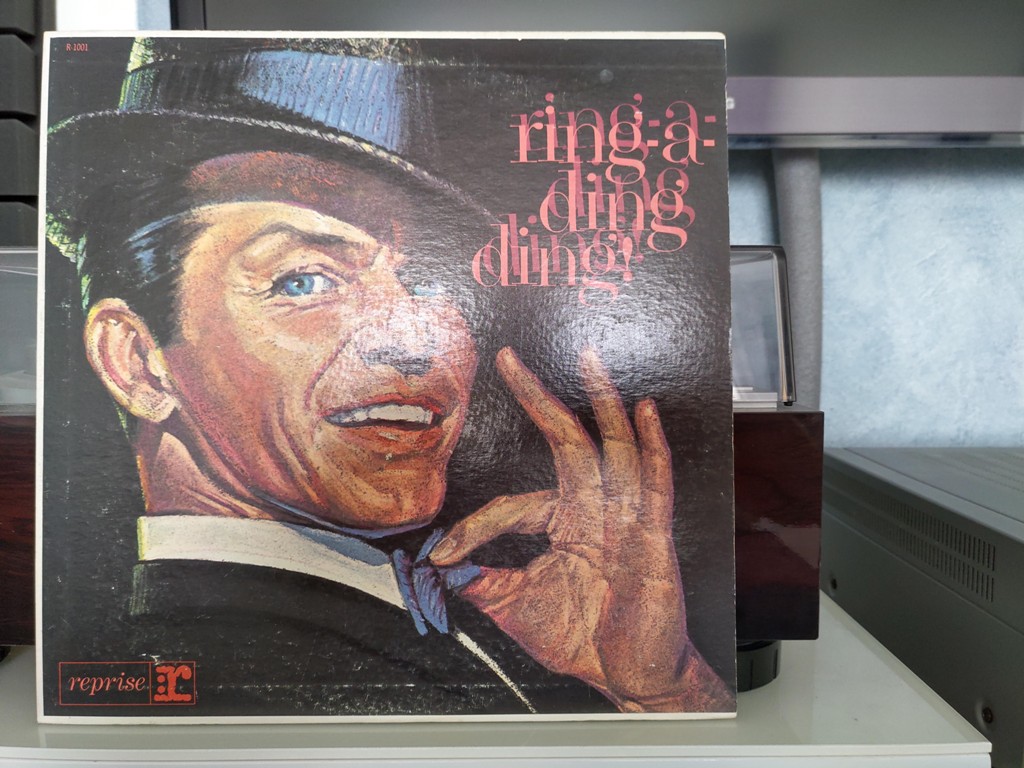 R-1001
ring-a-
ding
ding!
reprise
r